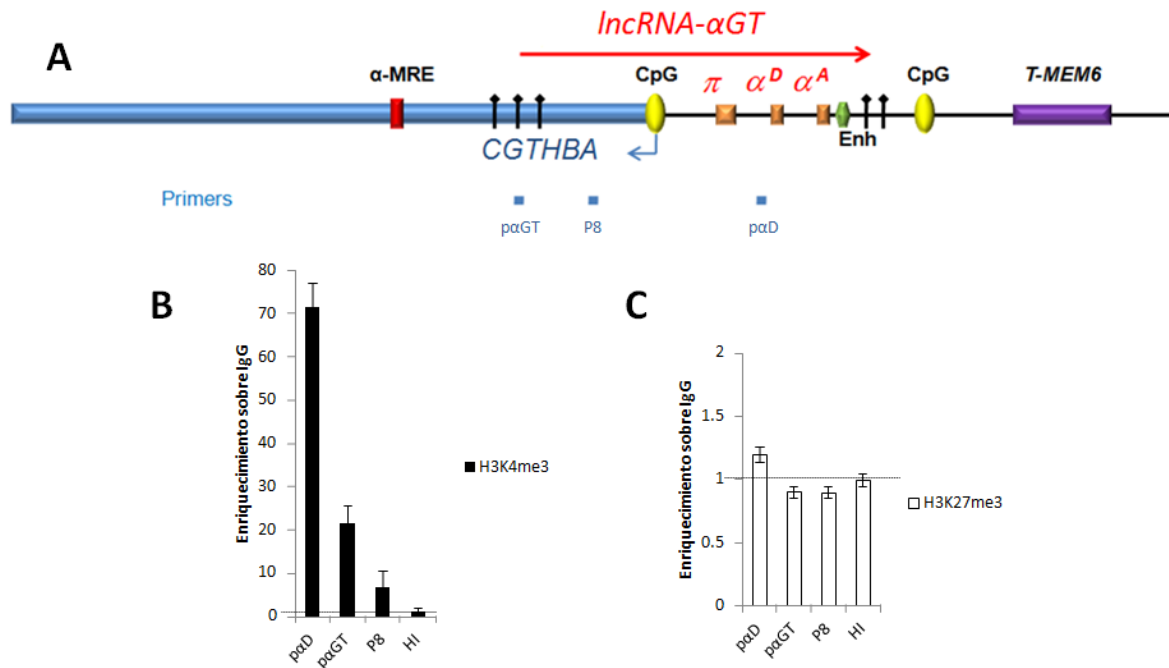 A
lncRNA-αGT
α-MRE
CpG
π
αᴰ
αᴬ
CpG
T-MEM6
CGTHBA
Enh
Primers
pαGT
P8
pαD
B
Enriquecimiento sobre IgG
80
70
60
50
40
30
20
10
0
pαD
pαGT
P8
HI
H3K4me3
C
Enriquecimiento sobre IgG
2
1.5
1
0.5
0
pαD
pαGT
P8
HI
H3K27me3